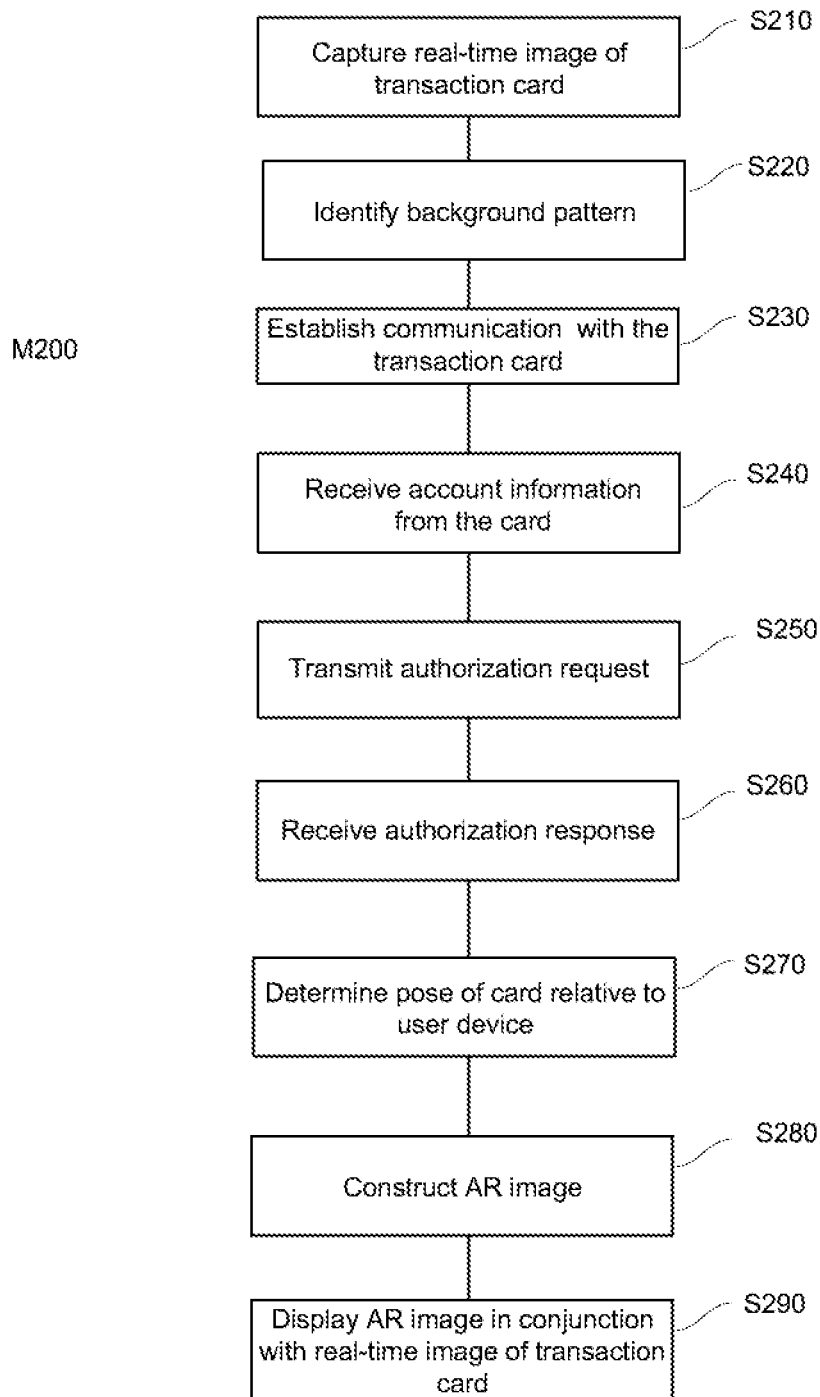 S210
Capture real-time image of
transaction card
S220
Identify background pattern
M200
S230
Establish communication with the
transaction card
S240
Receive account information
from the card
S250
Transmit authorization request
S260
Receive authorization response
S270
Determine pose of card relative to
user device
S280
Construct AR image
S290
Display AR image in conjunction
with real-time image of transaction
card